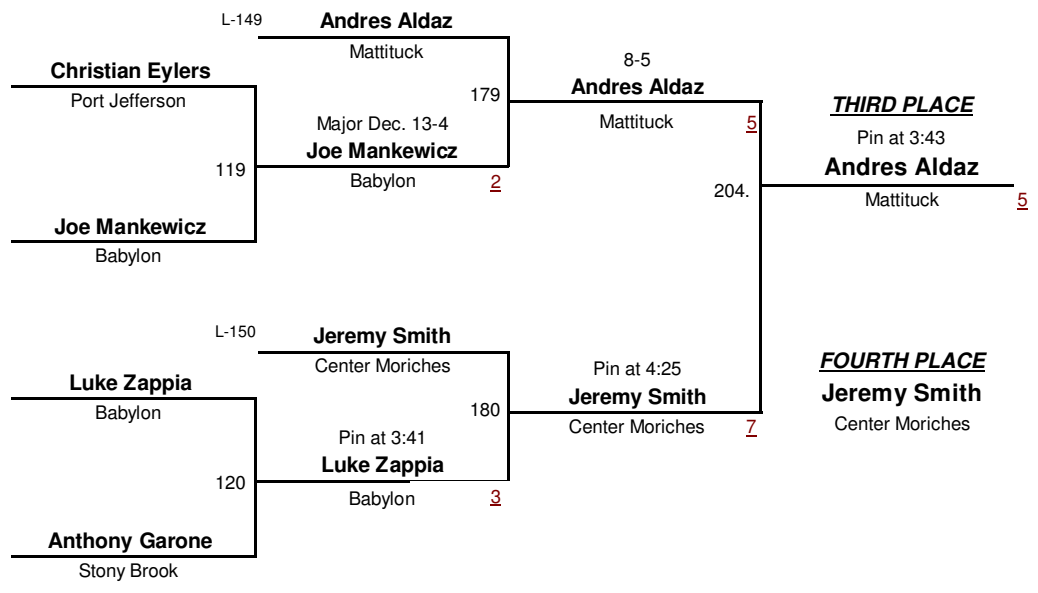 L-149
Andres Aldaz
Mattituck
Christian Eylers
Port Jefferson
179
8-5
Andres Aldaz
Mattituck
5
THIRD PLACE
Pin at 3:43
Andres Aldaz
Mattituck
5
Major Dec. 13-4
Joe Mankewicz
Babylon
2
119
204.
Joe Mankewicz
Babylon
L-150
Jeremy Smith
Center Moriches
Luke Zappia
Babylon
180
Pin at 4:25
Jeremy Smith
Center Moriches
7
FOURTH PLACE
Jeremy Smith
Center Moriches
Pin at 3:41
Luke Zappia
Babylon
3
120
Anthony Garone
Stony Brook